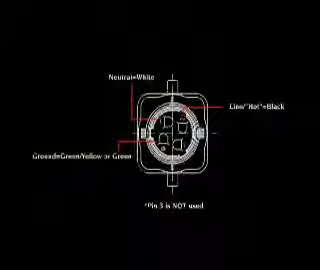 Neutral=White
Line/"Hot"=Black
Ground=Green/Yellow or Green
*Pin 3 is NOT used